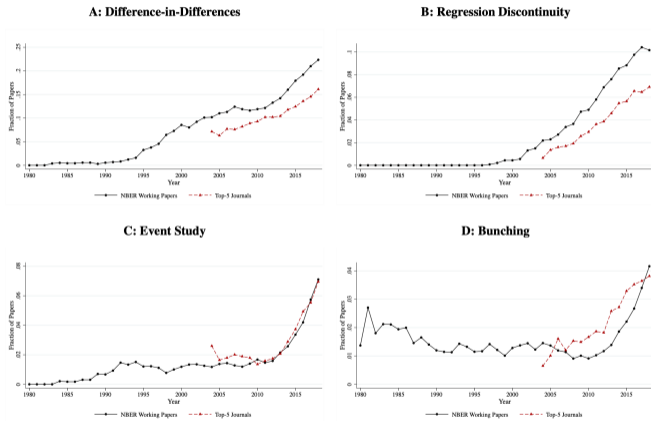 A: Difference-in-Differences
Fraction of Papers
0 .05 .1 .15 .2 .25
1980 1985 1990 1995 2000 2005 2010 2015
Year
NBER Working Papers Top-5 Journals
B: Regression Discontinuity
Fraction of Papers
0 .02 .04 .06 .08 .1
1980 1985 1990 1995 2000 2005 2010 2015
Year
NBER Working Papers Top-5 Journals
C: Event Study
Fraction of Papers
0 .02 .04 .06 .08
1980 1985 1990 1995 2000 2005 2010 2015
Year
NBER Working Papers Top-5 Journals
D: Bunching
Fraction of Papers
0 .01 .02 .03 .04
1980 1985 1990 1995 2000 2005 2010 2015
Year
NBER Working Papers Top-5 Journals